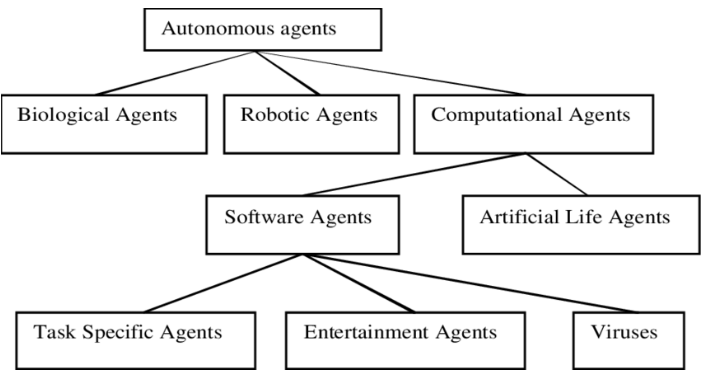 Autonomous agents
Biological Agents
Robotic Agents
Computational Agents
Software Agents
Artificial Life Agents
Task Specific Agents
Entertainment Agents
Viruses